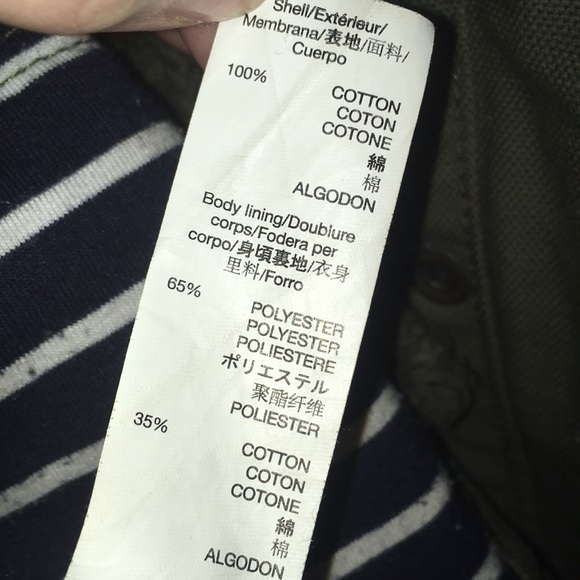 Shell/Extérieur/
Membrana/表地/面料/
Cuerpo
100%
COTTON
COTON
COTONE
綿
棉
ALGODON
Body lining/Doublure
corps/Fodera per
corpo/身頃裏地/衣身
里料/Forro
65%
POLYESTER
POLYESTER
POLIESTERE
ポリエステル
聚酯纤维
POLIESTER
35%
COTTON
COTON
COTONE
綿
棉
ALGODON